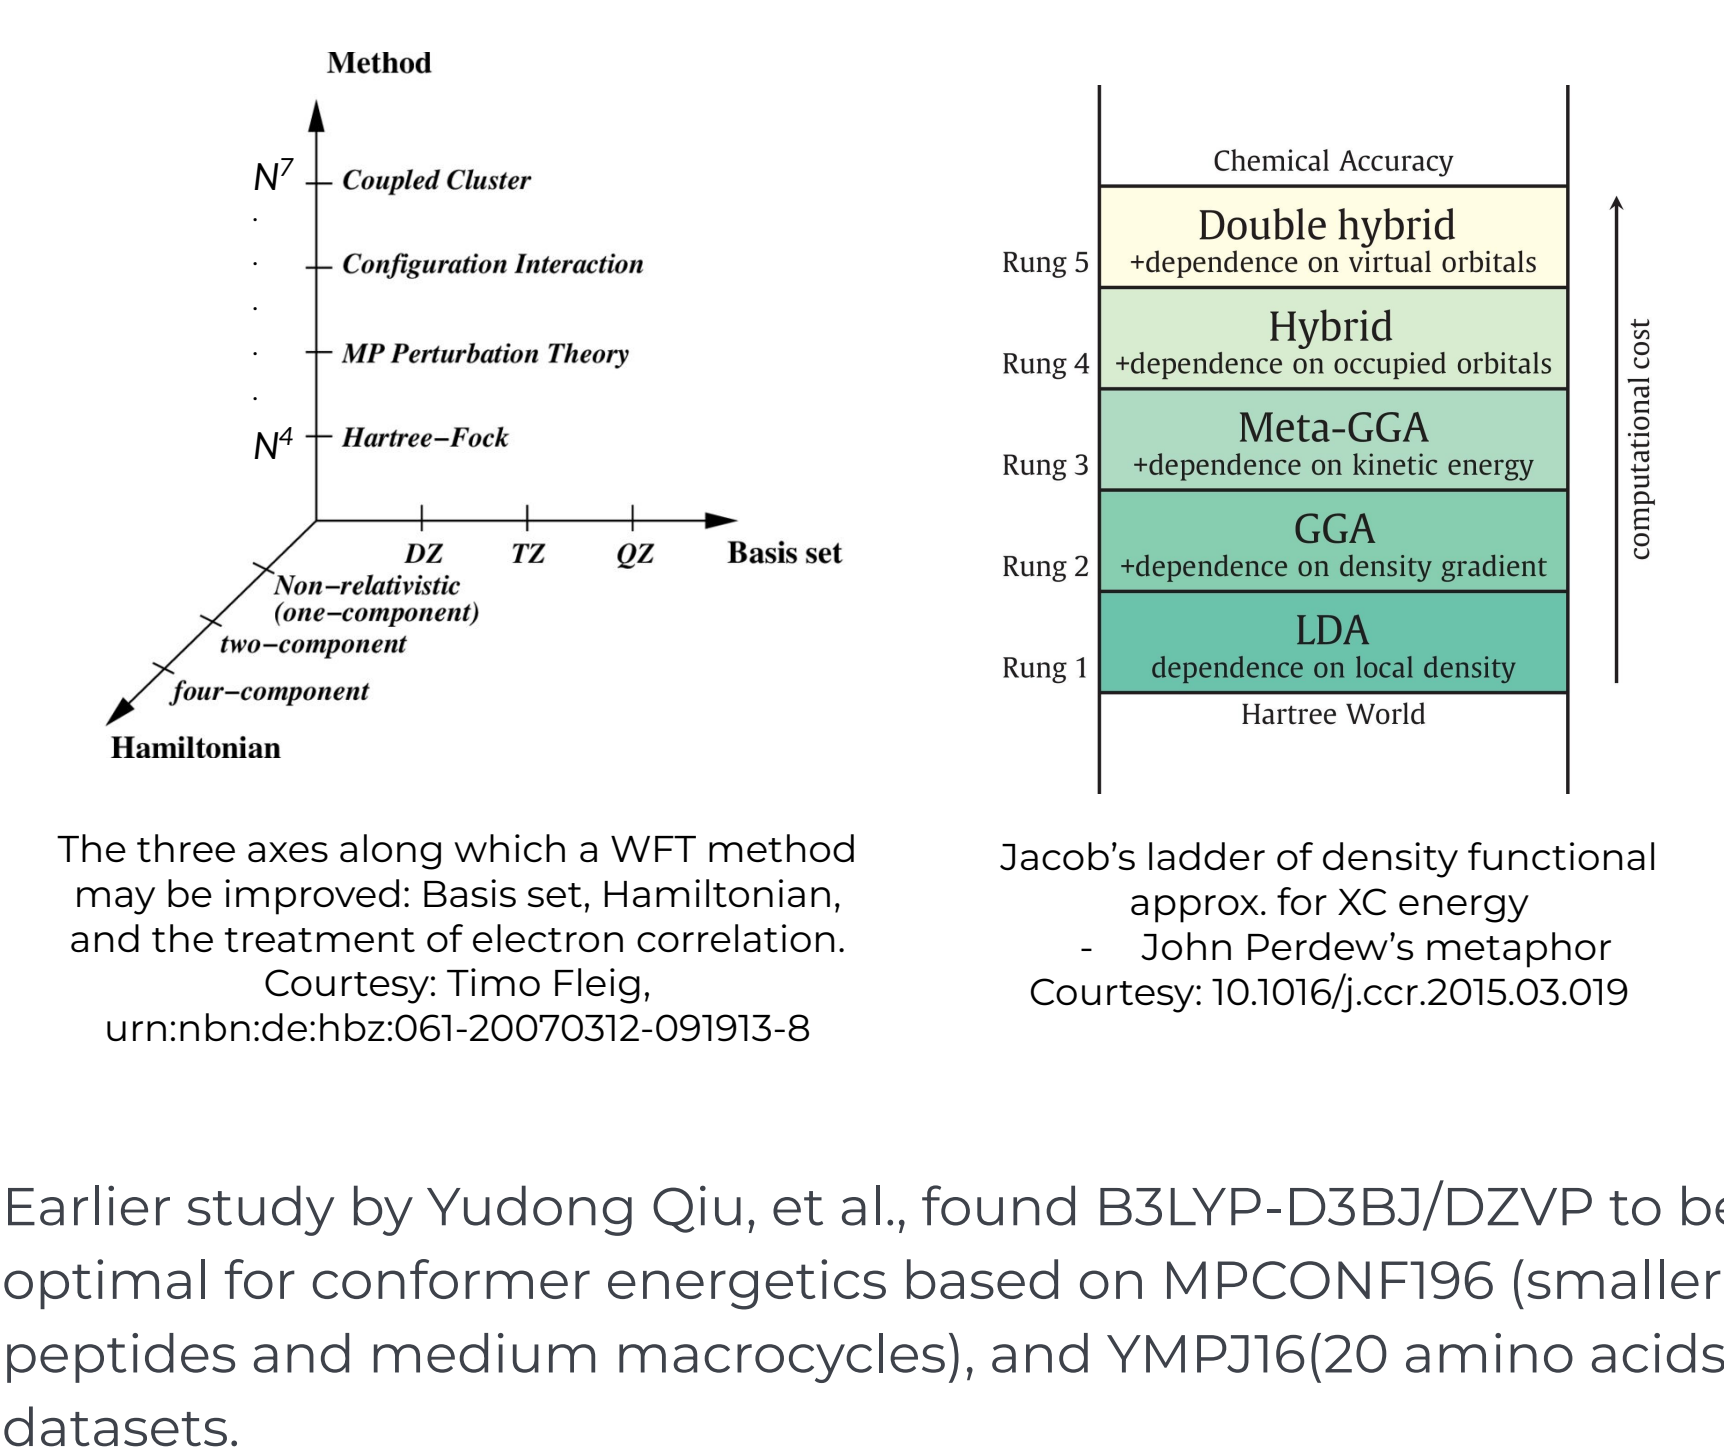 Method
N7
Coupled Cluster
.
.
Configuration Interaction
.
.
MP Perturbation Theory
.
N4
Hartree–Fock
DZ
TZ
QZ
Basis set
Non–relativistic
(one–component)
two–component
four–component
Hamiltonian
The three axes along which a WFT method
may be improved: Basis set, Hamiltonian,
and the treatment of electron correlation.
Courtesy: Timo Fleig,
urn:nbn:de:hbz:061-20070312-091913-8
Chemical Accuracy
Double hybrid
Rung 5
+dependence on virtual orbitals
Hybrid
Rung 4
+dependence on occupied orbitals
Meta-GGA
Rung 3
+dependence on kinetic energy
GGA
Rung 2
+dependence on density gradient
LDA
Rung 1
dependence on local density
Hartree World
computational cost
Jacob’s ladder of density functional
approx. for XC energy
- John Perdew’s metaphor
Courtesy: 10.1016/j.ccr.2015.03.019
Earlier study by Yudong Qiu, et al., found B3LYP-D3BJ/DZVP to be
optimal for conformer energetics based on MPCONF196 (smaller
peptides and medium macrocycles), and YMPJ16(20 amino acids
datasets.